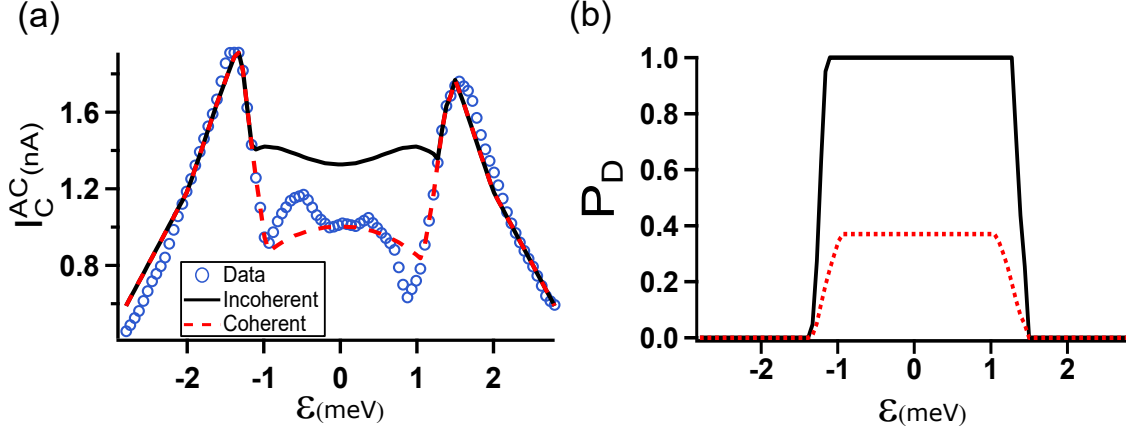 (a)
I_C^AC (nA)
1.6
1.2
0.8
Data
Incoherent
Coherent
-2 -1 0 1 2
ε(meV)
(b)
P_D
1.0
0.8
0.6
0.4
0.2
0.0
-2 -1 0 1 2
ε(meV)